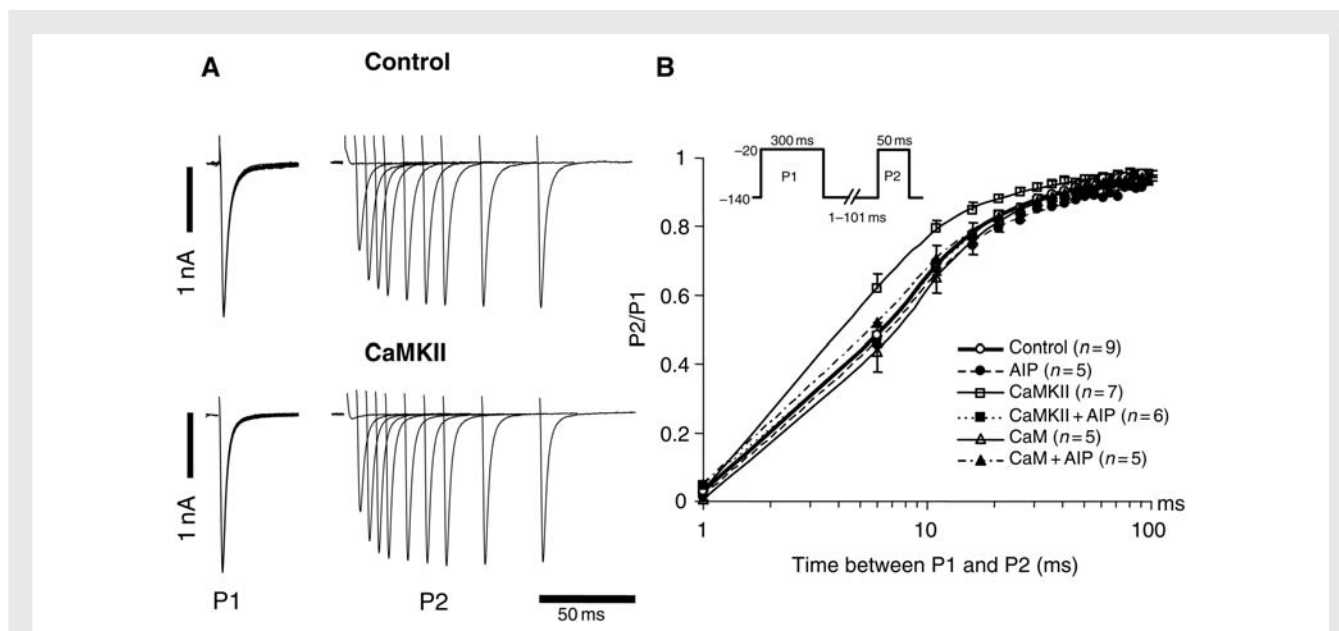 A
Control
1 nA
CaMKII
1 nA
P1
P2
50 ms
B
300 ms
50 ms
−20
P1
P2
−140
1–101 ms
1
0.8
0.6
0.4
0.2
0
P2/P1
Control (n=9)
AIP (n=5)
CaMKII (n=7)
CaMKII + AIP (n=6)
CaM (n=5)
CaM + AIP (n=5)
1
10
100
ms
Time between P1 and P2 (ms)